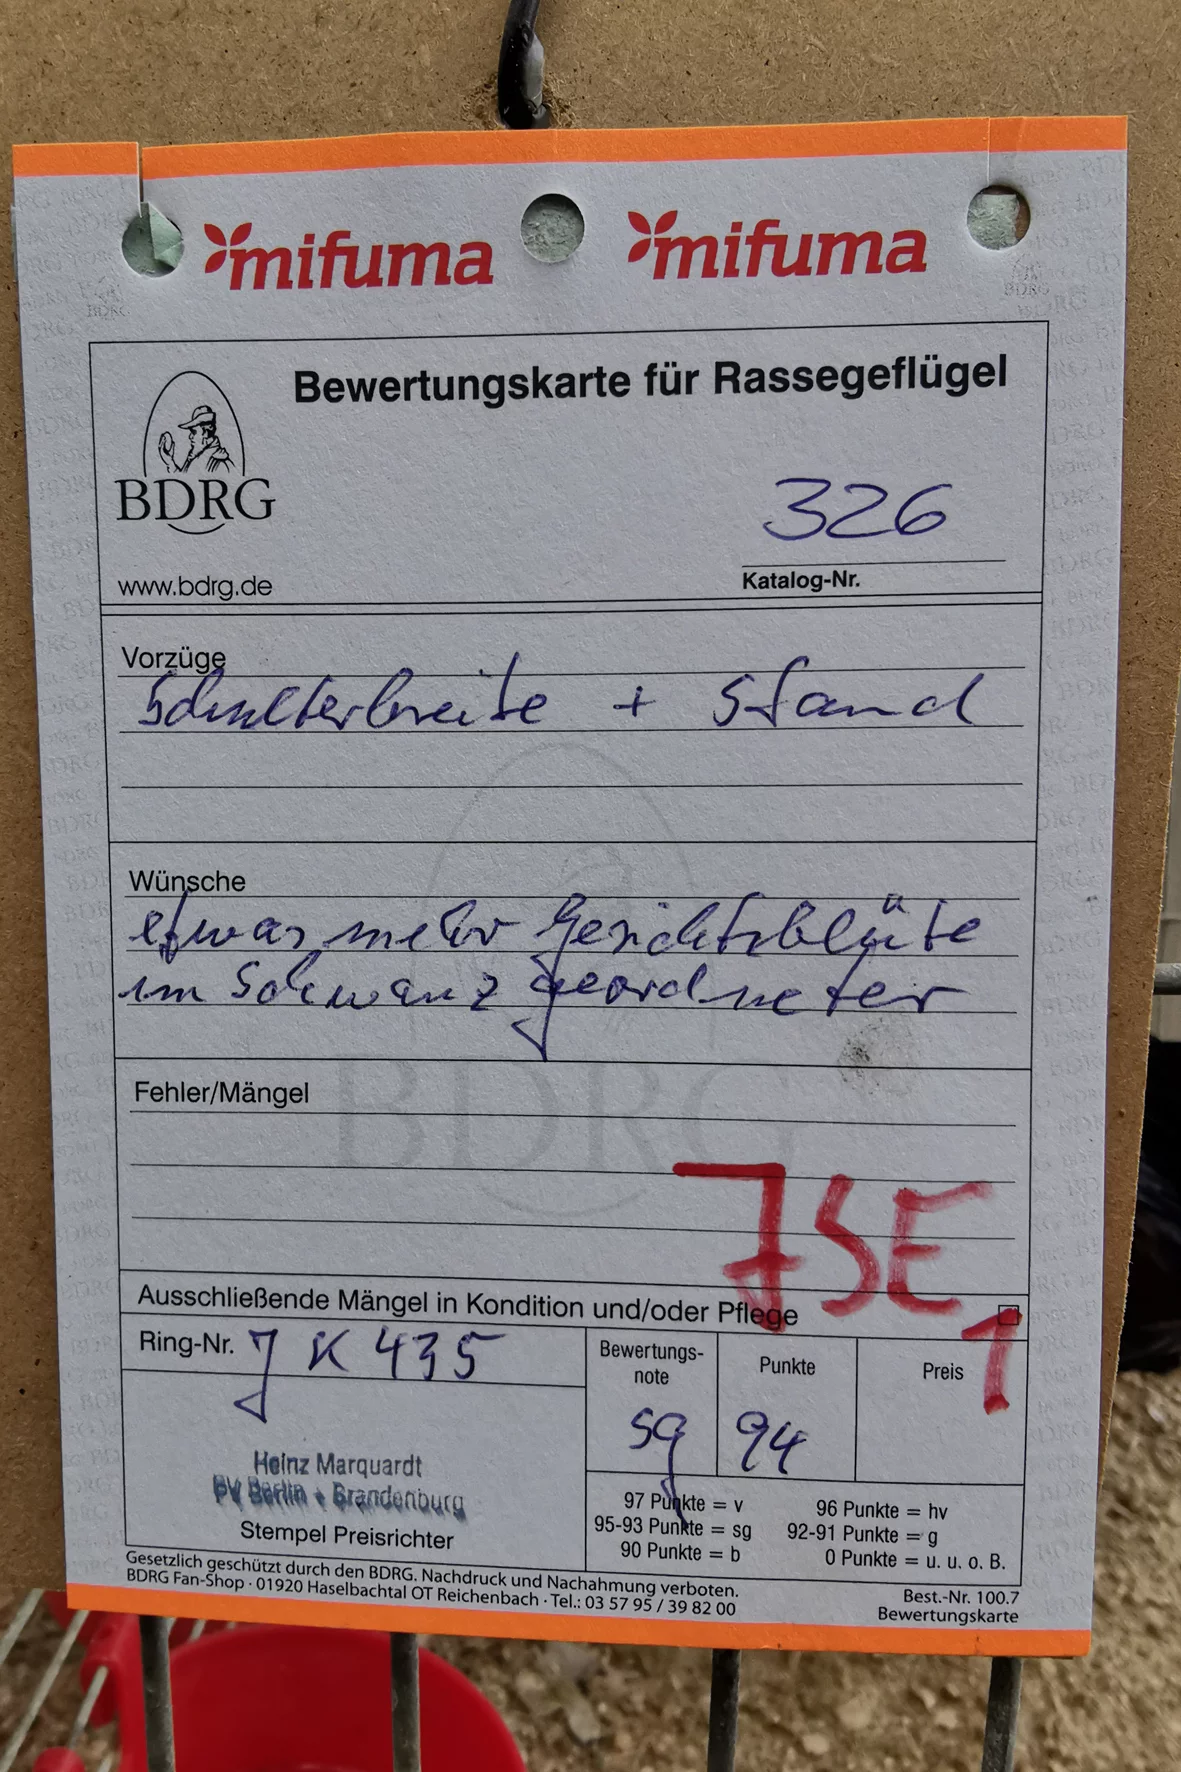 mifuma mifuma
Bewertungskarte für Rassegeflügel
BDRG
www.bdrg.de
326
Katalog-Nr.
Vorzüge
Schulterbreite + Stand
Wünsche
etwas mehr Gesichtsblüte
im Schwanz geordneter
Fehler/Mängel
JSE
1
Ausschließende Mängel in Kondition und/oder Pflege
Ring-Nr. J K 435
Bewertungs-
note
Punkte
Preis
sg 94
Heinz Marquardt
PV Berlin + Brandenburg
Stempel Preisrichter
97 Punkte = v 96 Punkte = hv
95-93 Punkte = sg 92-91 Punkte = g
90 Punkte = b 0 Punkte = u. u. o. B.
Gesetzlich geschützt durch den BDRG. Nachdruck und Nachahmung verboten.
BDRG Fan-Shop · 01920 Haselbachtal OT Reichenbach · Tel.: 03 57 95 / 39 82 00
Best.-Nr. 100.7
Bewertungskarte